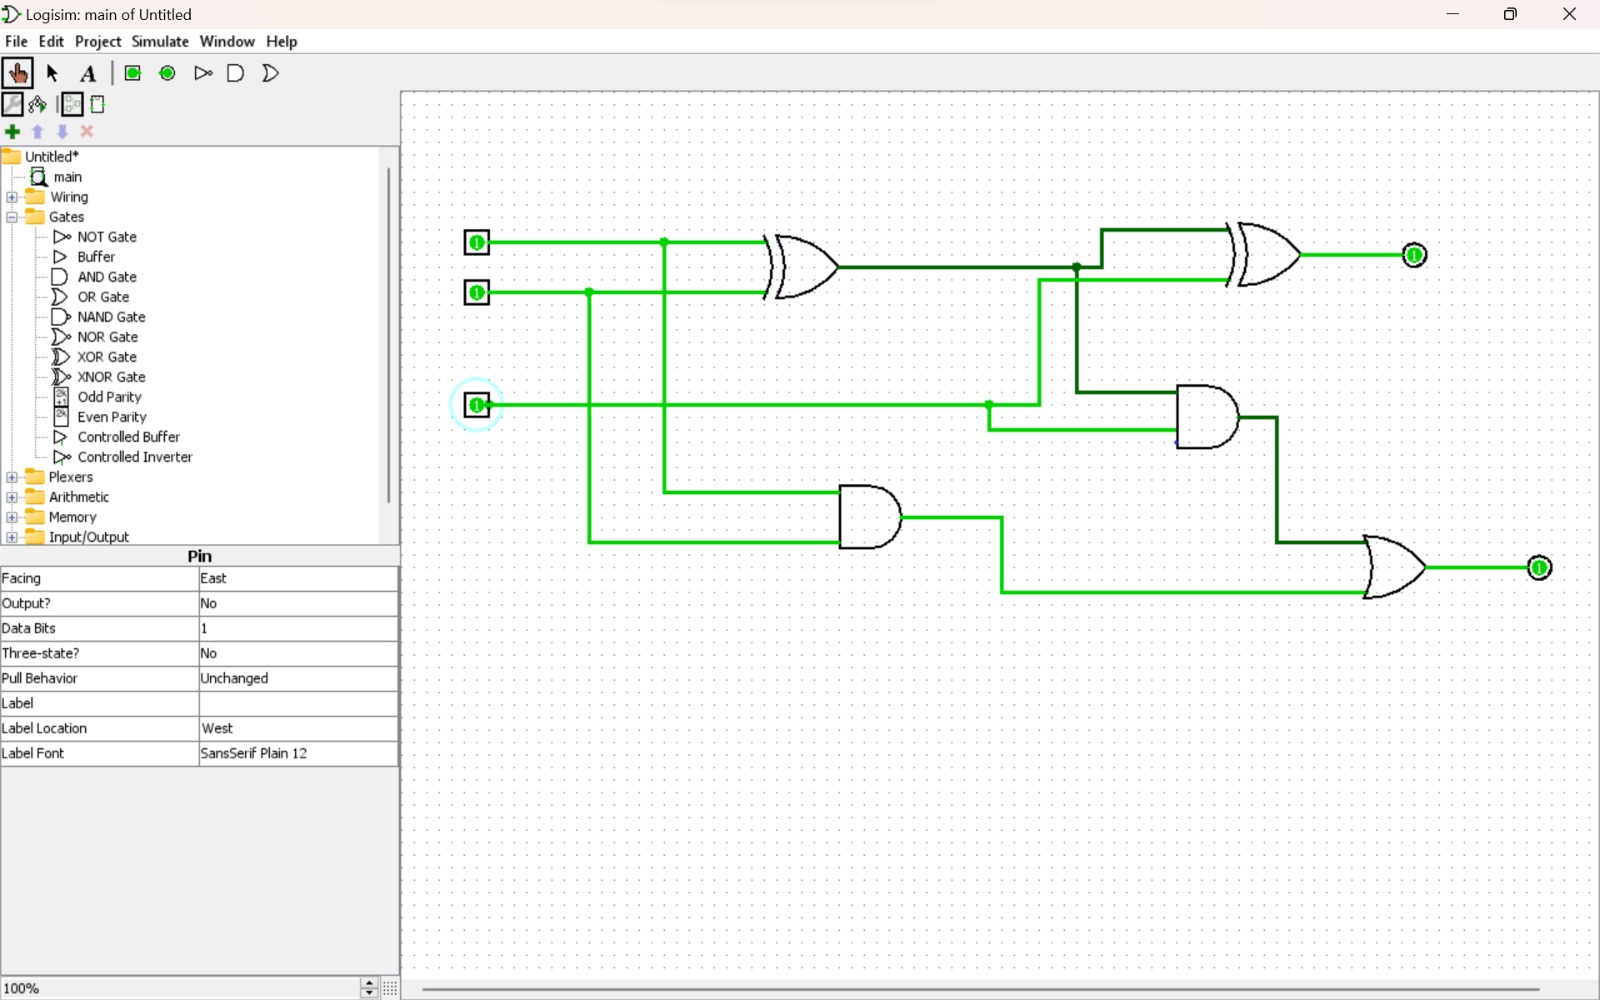 Logisim: main of Untitled
File Edit Project Simulate Window Help
A
Untitled*
main
Wiring
Gates
NOT Gate
Buffer
AND Gate
OR Gate
NAND Gate
NOR Gate
XOR Gate
XNOR Gate
Odd Parity
Even Parity
Controlled Buffer
Controlled Inverter
Plexers
Arithmetic
Memory
Input/Output
Pin
Facing East
Output? No
Data Bits 1
Three-state? No
Pull Behavior Unchanged
Label
Label Location West
Label Font SansSerif Plain 12
100%
1
1
1
1
1